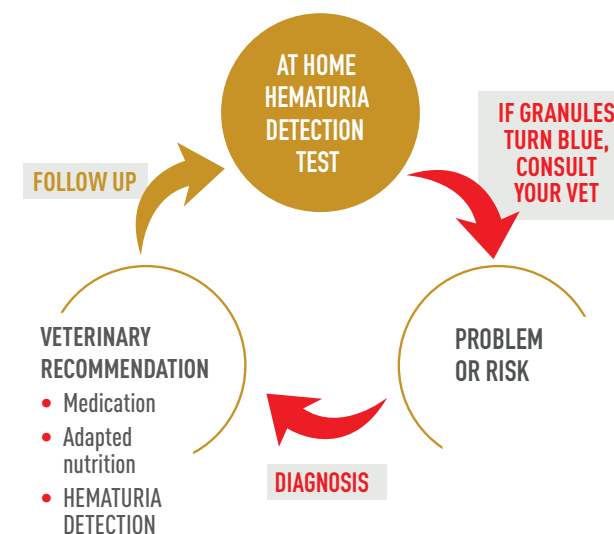 AT HOME
HEMATURIA
DETECTION
TEST
IF GRANULES
TURN BLUE,
CONSULT
YOUR VET
FOLLOW UP
PROBLEM
OR RISK
VETERINARY
RECOMMENDATION
• Medication
• Adapted
nutrition
• HEMATURIA
DETECTION
DIAGNOSIS